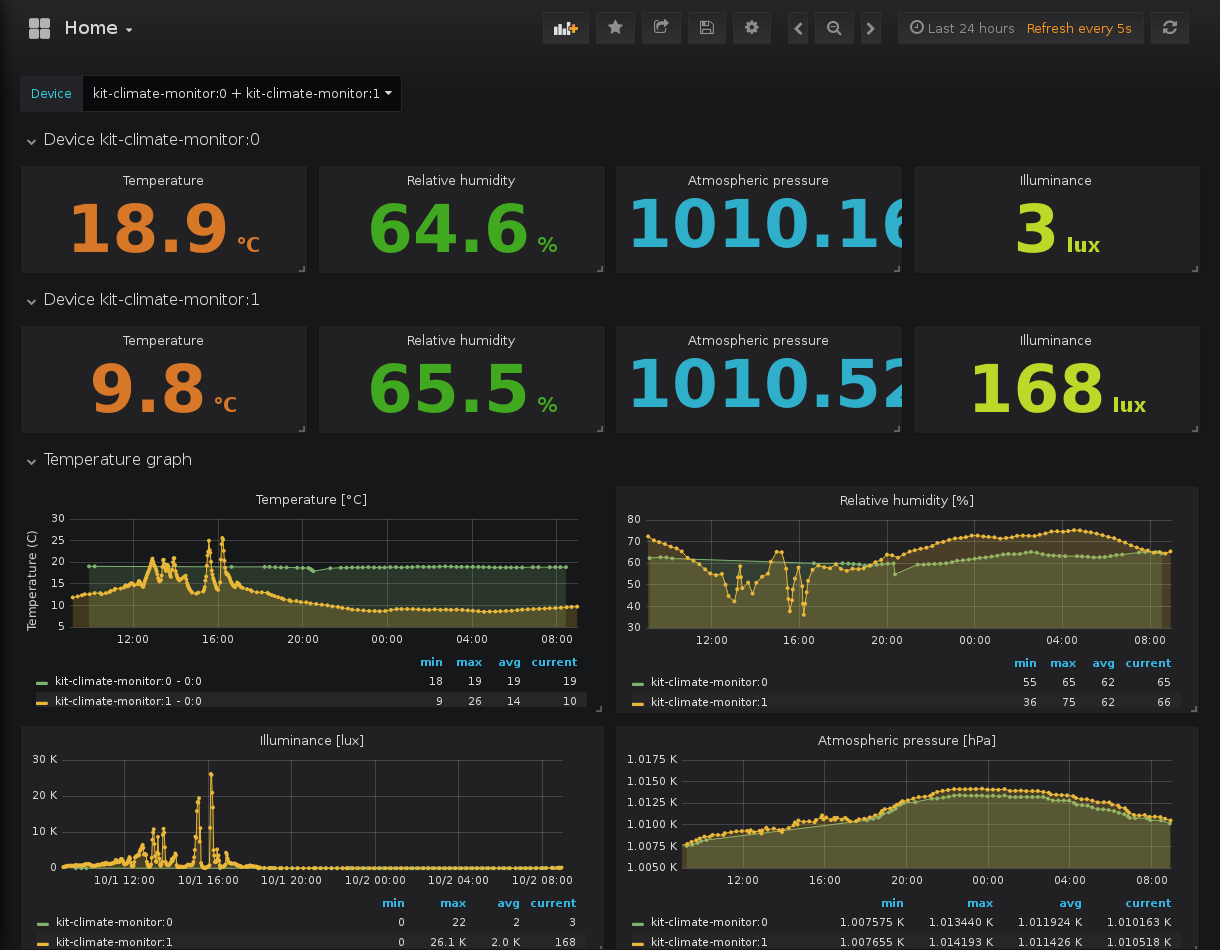 Home
Last 24 hours Refresh every 5s
Device kit-climate-monitor:0 + kit-climate-monitor:1
Device kit-climate-monitor:0
Temperature Relative humidity Atmospheric pressure Illuminance
18.9 °C 64.6 % 1010.16 3 lux
Device kit-climate-monitor:1
Temperature Relative humidity Atmospheric pressure Illuminance
9.8 °C 65.5 % 1010.52 168 lux
Temperature graph
Temperature [°C]
Temperature (C)
30
25
20
15
10
5
12:00 16:00 20:00 00:00 04:00 08:00
min max avg current
kit-climate-monitor:0 - 0:0 18 19 19 19
kit-climate-monitor:1 - 0:0 9 26 14 10
Relative humidity [%]
80
70
60
50
40
30
12:00 16:00 20:00 00:00 04:00 08:00
min max avg current
kit-climate-monitor:0 55 65 62 65
kit-climate-monitor:1 36 75 62 66
Illuminance [lux]
30 K
20 K
10 K
0
10/1 12:00 10/1 16:00 10/1 20:00 10/2 00:00 10/2 04:00 10/2 08:00
min max avg current
kit-climate-monitor:0 0 22 2 3
kit-climate-monitor:1 0 26.1 K 2.0 K 168
Atmospheric pressure [hPa]
1.0175 K
1.0150 K
1.0125 K
1.0100 K
1.0075 K
1.0050 K
12:00 16:00 20:00 00:00 04:00 08:00
min max avg current
kit-climate-monitor:0 1.007575 K 1.013440 K 1.011924 K 1.010163 K
kit-climate-monitor:1 1.007655 K 1.014193 K 1.011426 K 1.010518 K